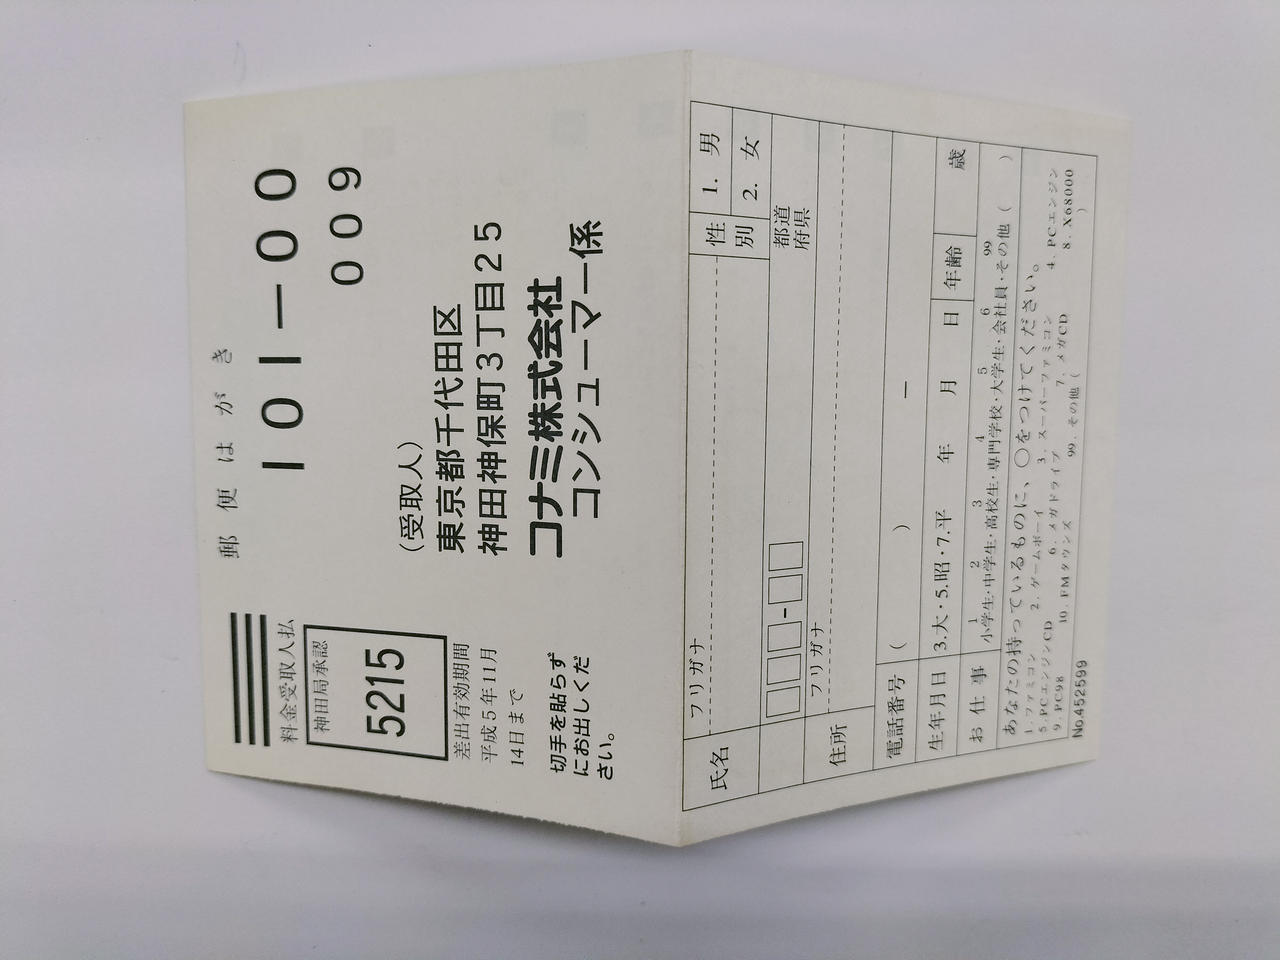 郵便はがき
101-00
009
料金受取人払
神田局承認
5215
差出有効期間
平成5年11月
14日まで
切手を貼らず
にお出しくだ
さい。
(受取人)
東京都千代田区
神田神保町3丁目25
コナミ株式会社
コンシューマー係
フリガナ
氏名
性別
1. 男
2. 女
-
都道
府県
フリガナ
住所
電話番号
( ) -
生年月日
3.大・5.昭・7.平 年 月 日
年齢
歳
お仕事
1 2 3 4 5 6 99
小学生・中学生・高校生・専門学校・大学生・会社員・その他( )
あなたの持っているものに、○をつけてください。
1. ファミコン 2. ゲームボーイ 3. スーパーファミコン 4. PCエンジン
5. PCエンジンCD 6. メガドライブ 7. メガCD 8. X68000
9. PC98 10. FMタウンズ 99. その他( )
No.452599